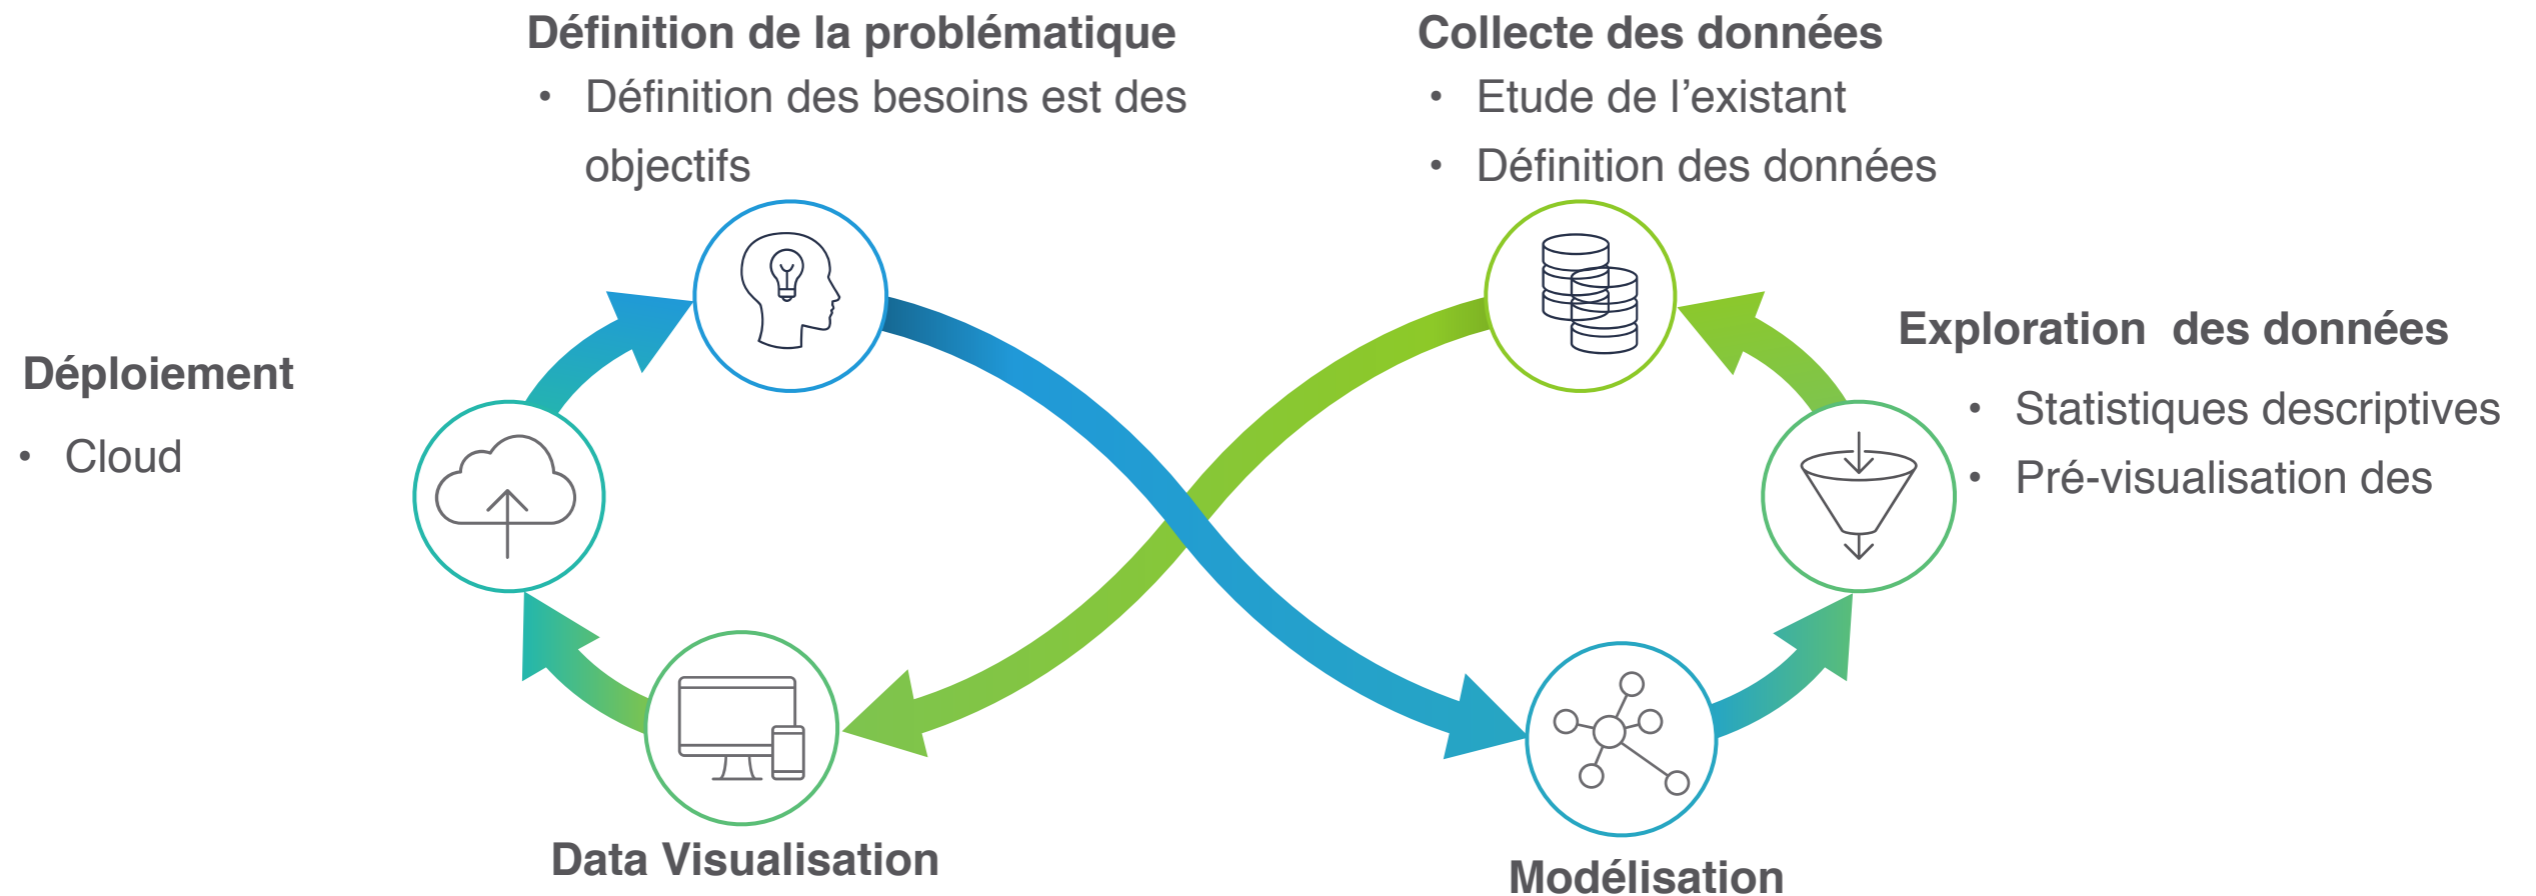 Définition de la problématique
• Définition des besoins est des
objectifs
Collecte des données
• Etude de l’existant
• Définition des données
Déploiement
• Cloud
Exploration des données
• Statistiques descriptives
• Pré-visualisation des
Data Visualisation
Modélisation